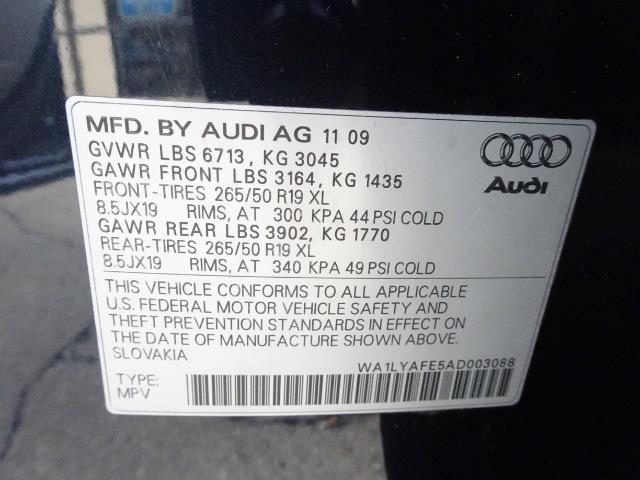 MFD. BY AUDI AG 11 09
GVWR LBS 6713, KG 3045
GAWR FRONT LBS 3164, KG 1435
FRONT-TIRES 265/50 R19 XL
8.5JX19 RIMS, AT 300 KPA 44 PSI COLD
GAWR REAR LBS 3902, KG 1770
REAR-TIRES 265/50 R19 XL
8.5JX19 RIMS, AT 340 KPA 49 PSI COLD
Audi
THIS VEHICLE CONFORMS TO ALL APPLICABLE
U.S. FEDERAL MOTOR VEHICLE SAFETY AND
THEFT PREVENTION STANDARDS IN EFFECT ON
THE DATE OF MANUFACTURE SHOWN ABOVE.
SLOVAKIA
WA1LYAFE5AD003088
TYPE:
MPV